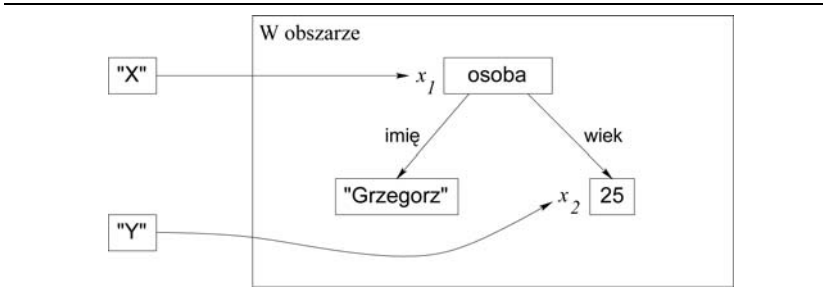 W obszarze
"X" x1 osoba
imię wiek
"Grzegorz" x2 25
"Y"